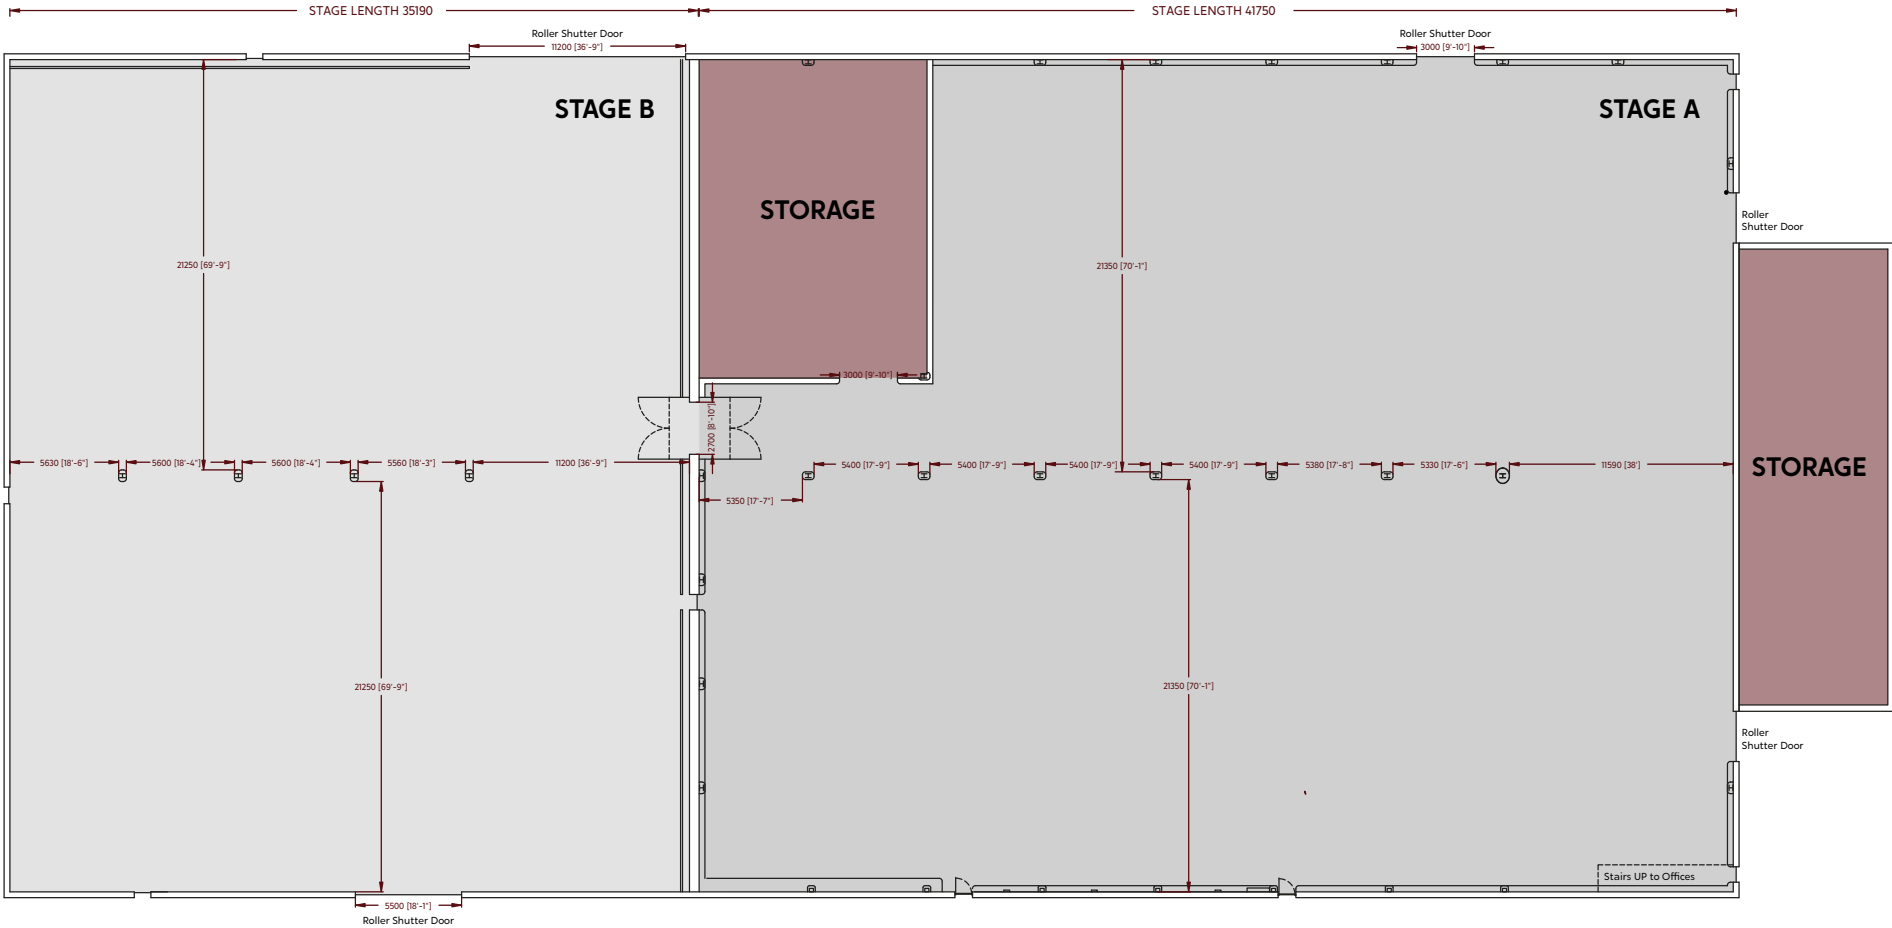 STAGE LENGTH 35190
STAGE LENGTH 41750
Roller Shutter Door
11200 [36'-9"]
Roller Shutter Door
3000 [9'-10"]
STAGE B
STAGE A
STORAGE
Roller
Shutter Door
21250 [69'-9"]
21350 [70'-1"]
3000 [9'-10"]
2700 [8'-10"]
5630 [18'-6"]
5600 [18'-4"]
5600 [18'-4"]
5560 [18'-3"]
11200 [36'-9"]
5400 [17'-9"]
5400 [17'-9"]
5400 [17'-9"]
5400 [17'-9"]
5380 [17'-8"]
5330 [17'-6"]
11590 [38']
STORAGE
5350 [17'-7"]
21250 [69'-9"]
21350 [70'-1"]
Roller
Shutter Door
Stairs UP to Offices
5500 [18'-1"]
Roller Shutter Door